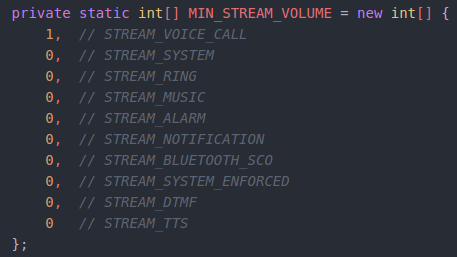 private static int[] MIN_STREAM_VOLUME = new int[] {
    1,  // STREAM_VOICE_CALL
    0,  // STREAM_SYSTEM
    0,  // STREAM_RING
    0,  // STREAM_MUSIC
    0,  // STREAM_ALARM
    0,  // STREAM_NOTIFICATION
    0,  // STREAM_BLUETOOTH_SCO
    0,  // STREAM_SYSTEM_ENFORCED
    0,  // STREAM_DTMF
    0   // STREAM_TTS
};